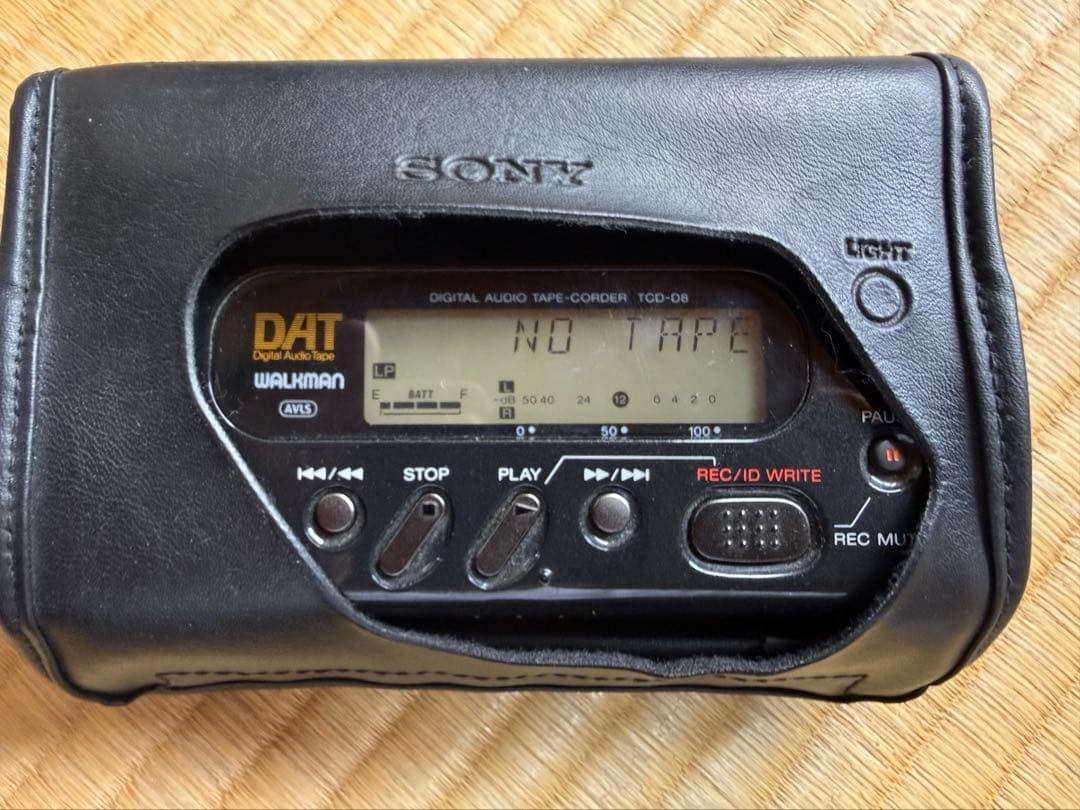 SONY
LIGHT
DIGITAL AUDIO TAPE-CORDER TCD-D8
DAT
Digital Audio Tape
WALKMAN
AVLS
NO TAPE
LP
E BATT F
L
-dB 50 40 24 12 6 4 2 0
R
0 50 100
PAU
STOP
PLAY
REC/ID WRITE
REC MUT